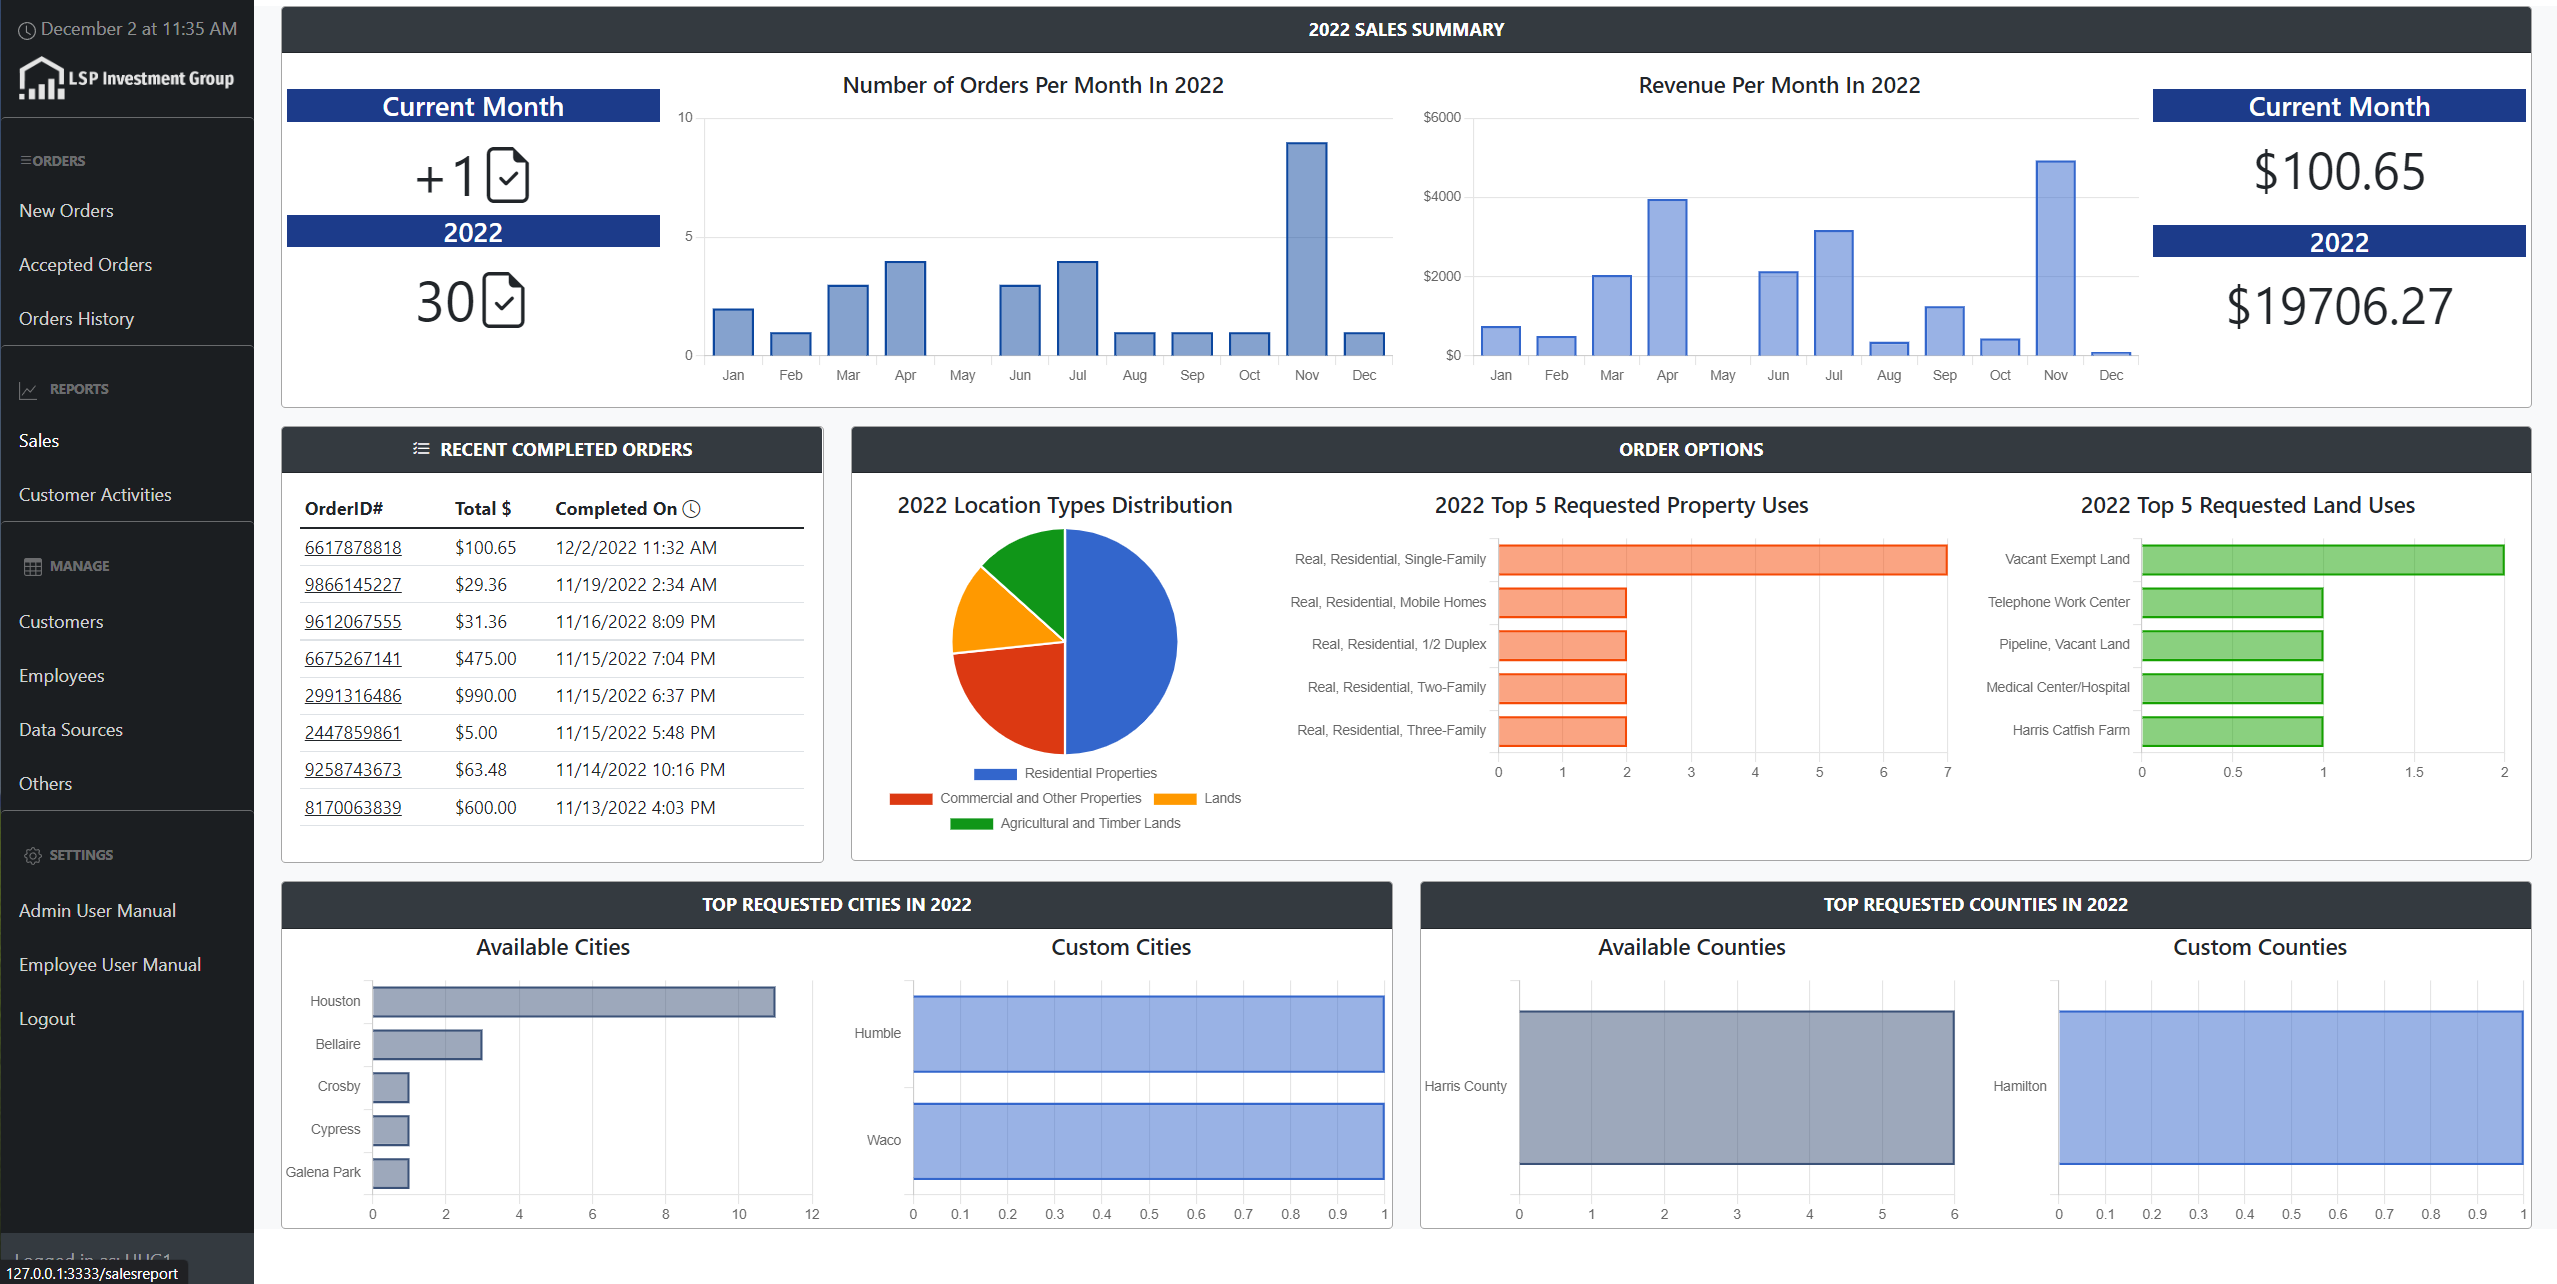 December 2 at 11:35 AM
LSP Investment Group
ORDERS
New Orders
Accepted Orders
Orders History
REPORTS
Sales
Customer Activities
MANAGE
Customers
Employees
Data Sources
Others
SETTINGS
Admin User Manual
Employee User Manual
Logout
127.0.0.1:3333/salesreport
2022 SALES SUMMARY
Current Month
+1
2022
30
Number of Orders Per Month In 2022
10
5
0
Jan Feb Mar Apr May Jun Jul Aug Sep Oct Nov Dec
Revenue Per Month In 2022
$6000
$4000
$2000
$0
Jan Feb Mar Apr May Jun Jul Aug Sep Oct Nov Dec
Current Month
$100.65
2022
$19706.27
RECENT COMPLETED ORDERS
OrderID# Total $ Completed On
6617878818 $100.65 12/2/2022 11:32 AM
9866145227 $29.36 11/19/2022 2:34 AM
9612067555 $31.36 11/16/2022 8:09 PM
6675267141 $475.00 11/15/2022 7:04 PM
2991316486 $990.00 11/15/2022 6:37 PM
2447859861 $5.00 11/15/2022 5:48 PM
9258743673 $63.48 11/14/2022 10:16 PM
8170063839 $600.00 11/13/2022 4:03 PM
ORDER OPTIONS
2022 Location Types Distribution
Residential Properties
Commercial and Other Properties Lands
Agricultural and Timber Lands
2022 Top 5 Requested Property Uses
Real, Residential, Single-Family
Real, Residential, Mobile Homes
Real, Residential, 1/2 Duplex
Real, Residential, Two-Family
Real, Residential, Three-Family
0 1 2 3 4 5 6 7
2022 Top 5 Requested Land Uses
Vacant Exempt Land
Telephone Work Center
Pipeline, Vacant Land
Medical Center/Hospital
Harris Catfish Farm
0 0.5 1 1.5 2
TOP REQUESTED CITIES IN 2022
Available Cities
Houston
Bellaire
Crosby
Cypress
Galena Park
0 2 4 6 8 10 12
Custom Cities
Humble
Waco
0 0.1 0.2 0.3 0.4 0.5 0.6 0.7 0.8 0.9 1
TOP REQUESTED COUNTIES IN 2022
Available Counties
Harris County
0 1 2 3 4 5 6
Custom Counties
Hamilton
0 0.1 0.2 0.3 0.4 0.5 0.6 0.7 0.8 0.9 1